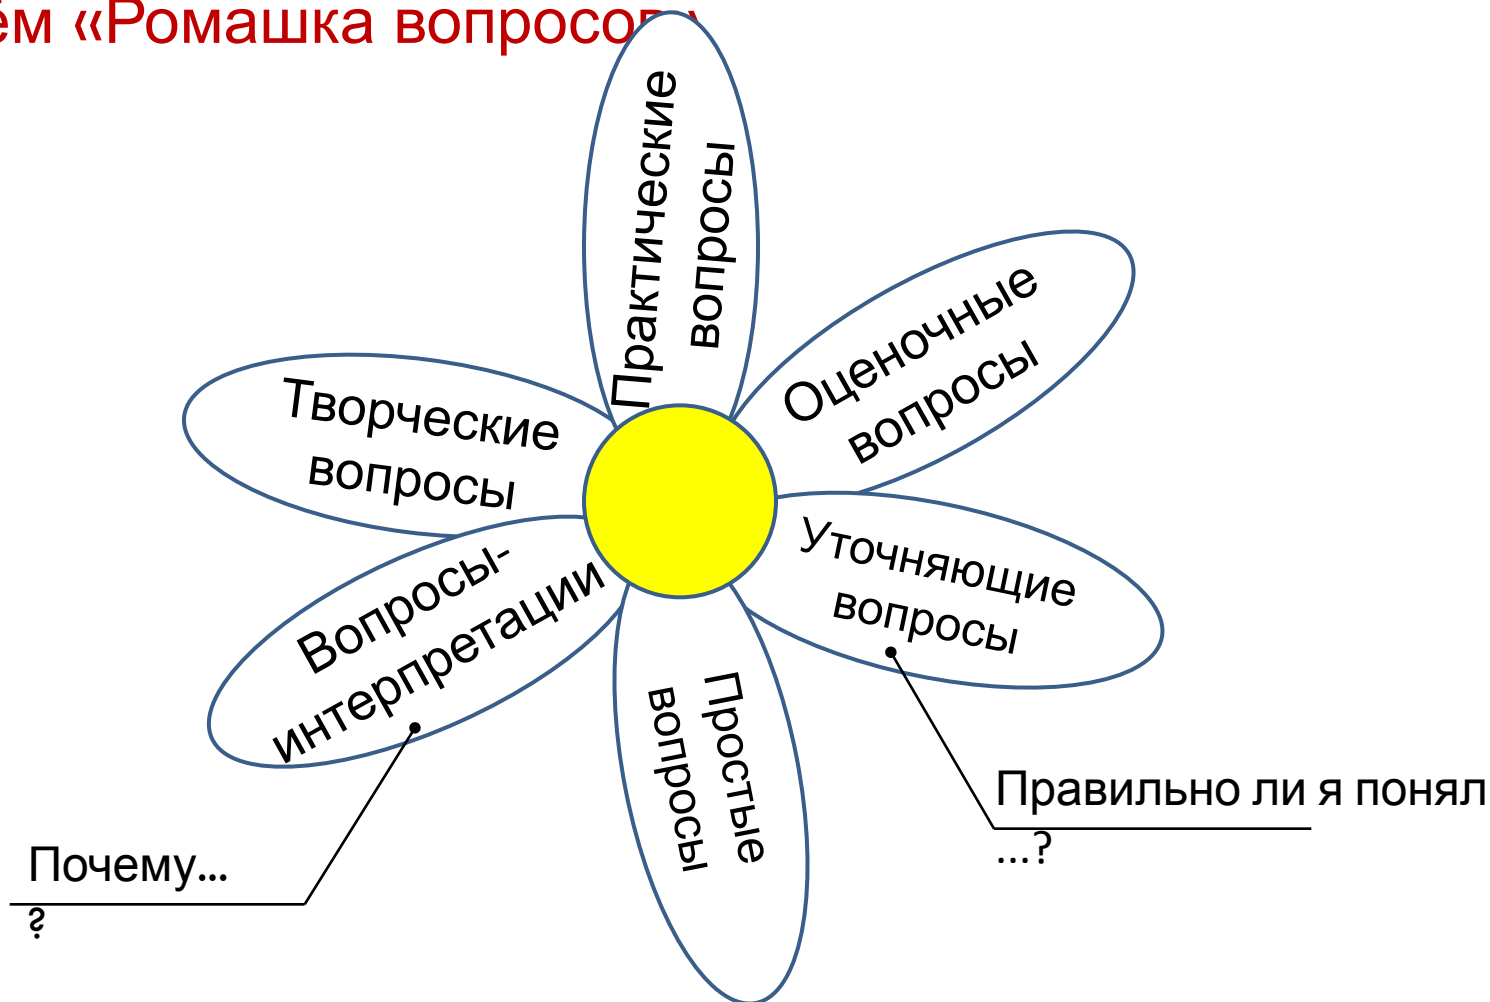 ём «Ромашка вопросов»
Практические
вопросы
Оценочные
вопросы
Творческие
вопросы
Уточняющие
вопросы
Вопросы-
интерпретации
Простые
вопросы
Правильно ли я понял
...?
Почему...
?